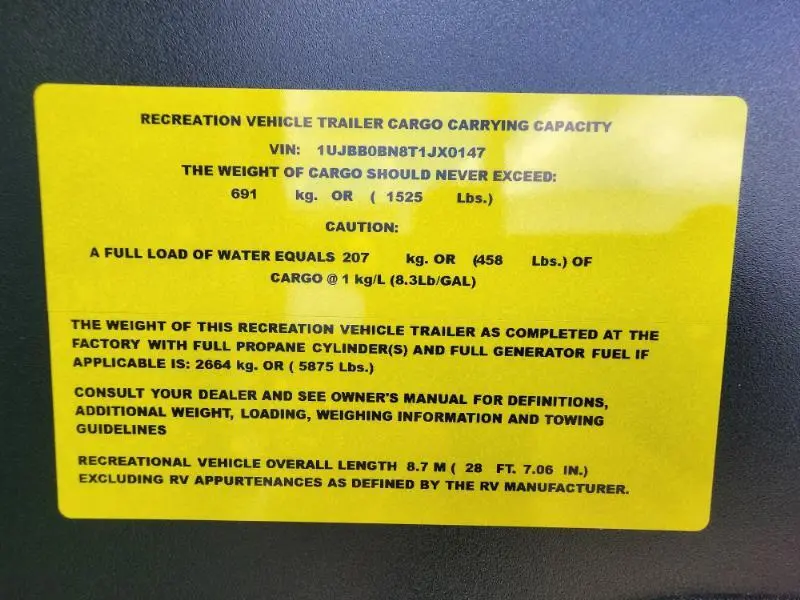 RECREATION VEHICLE TRAILER CARGO CARRYING CAPACITY
VIN: 1UJBB0BN8T1JX0147
THE WEIGHT OF CARGO SHOULD NEVER EXCEED:
691 kg. OR ( 1525 Lbs.)
CAUTION:
A FULL LOAD OF WATER EQUALS 207 kg. OR (458 Lbs.) OF
CARGO @ 1 kg/L (8.3Lb/GAL)
THE WEIGHT OF THIS RECREATION VEHICLE TRAILER AS COMPLETED AT THE
FACTORY WITH FULL PROPANE CYLINDER(S) AND FULL GENERATOR FUEL IF
APPLICABLE IS: 2664 kg. OR ( 5875 Lbs.)
CONSULT YOUR DEALER AND SEE OWNER'S MANUAL FOR DEFINITIONS,
ADDITIONAL WEIGHT, LOADING, WEIGHING INFORMATION AND TOWING
GUIDELINES
RECREATIONAL VEHICLE OVERALL LENGTH 8.7 M ( 28 FT. 7.06 IN.)
EXCLUDING RV APPURTENANCES AS DEFINED BY THE RV MANUFACTURER.